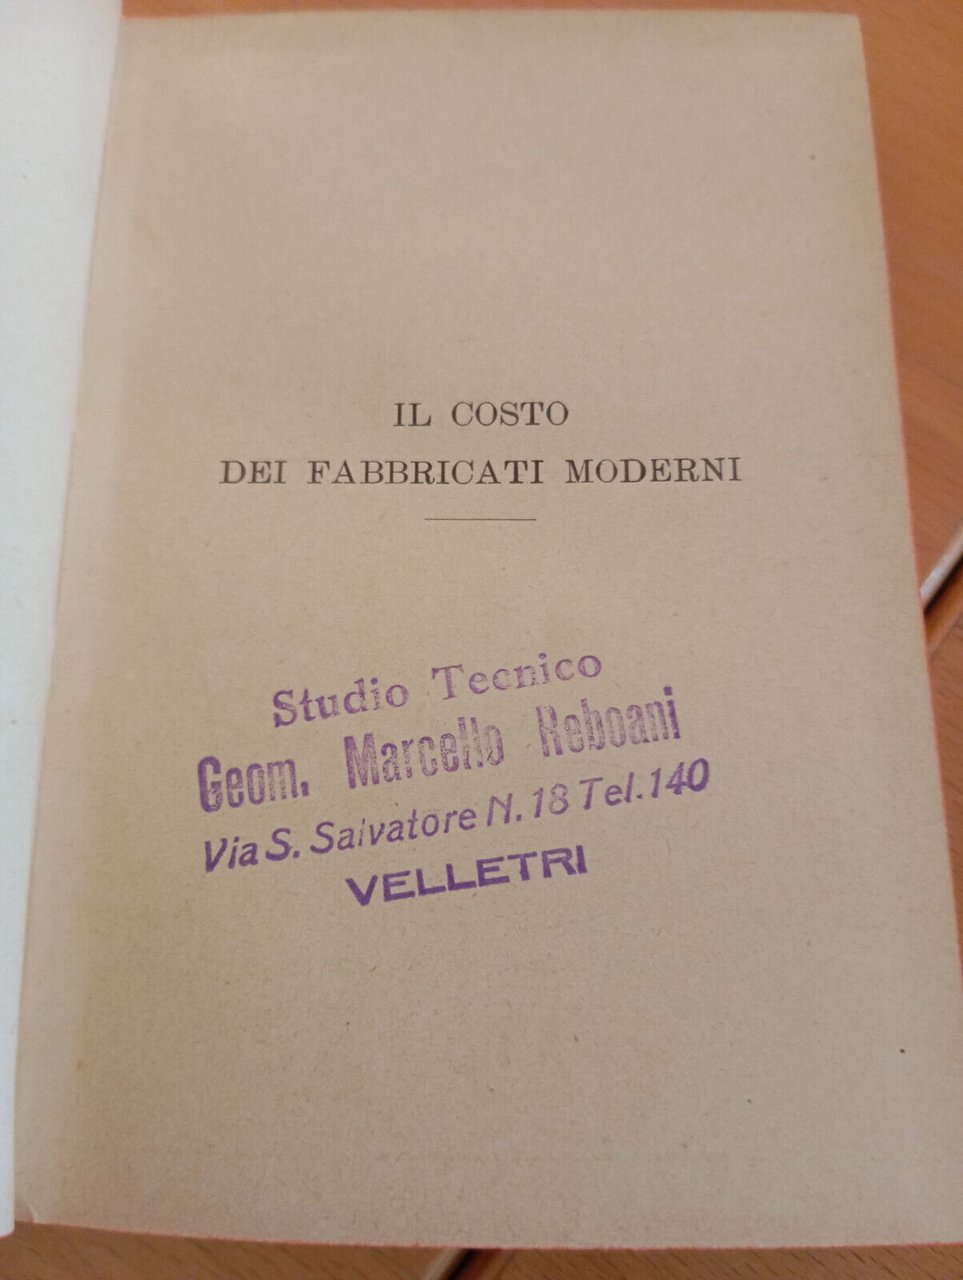 IL COSTO
DEI FABBRICATI MODERNI
Studio Tecnico
Geom. Marcello Reboani
Via S. Salvatore N. 18 Tel. 140
VELLETRI